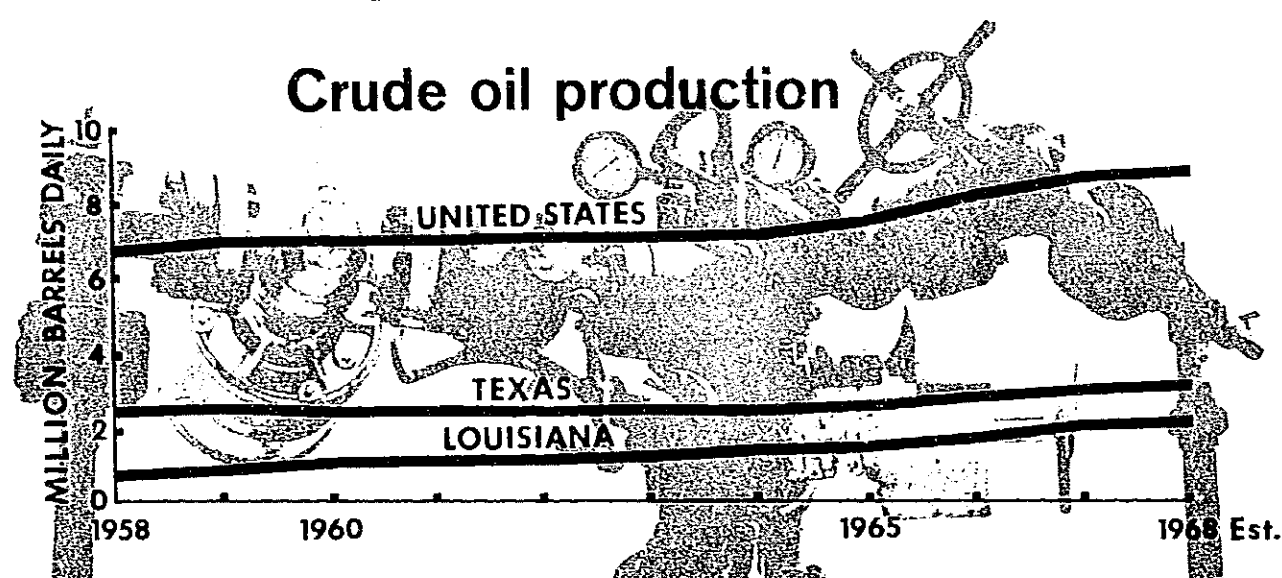 Crude oil production
MILLION BARRELS DAILY
10
8
6
4
2
0
UNITED STATES
TEXAS
LOUISIANA
1958
1960
1965
1968 Est.